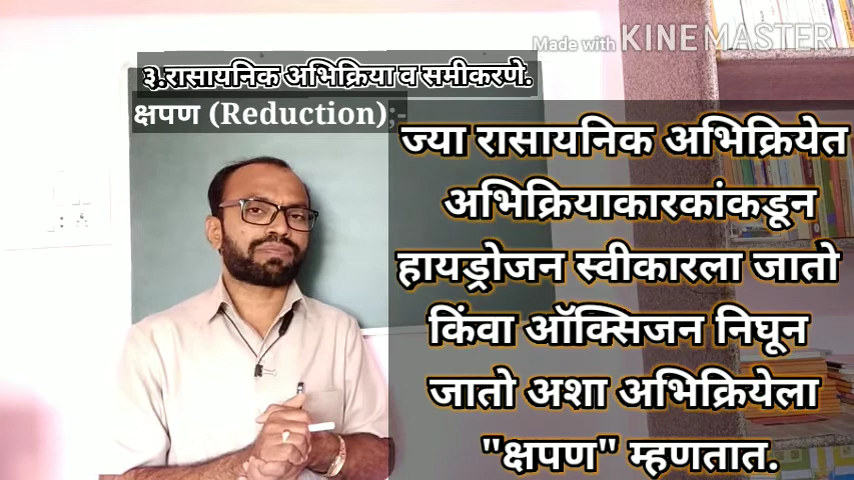 Made with KINEMASTER
३.रासायनिक अभिक्रिया व समीकरणे.
क्षपण (Reduction);-
ज्या रासायनिक अभिक्रियेत
अभिक्रियाकारकांकडून
हायड्रोजन स्वीकारला जातो
किंवा ऑक्सिजन निघून
जातो अशा अभिक्रियेला
"क्षपण" म्हणतात.